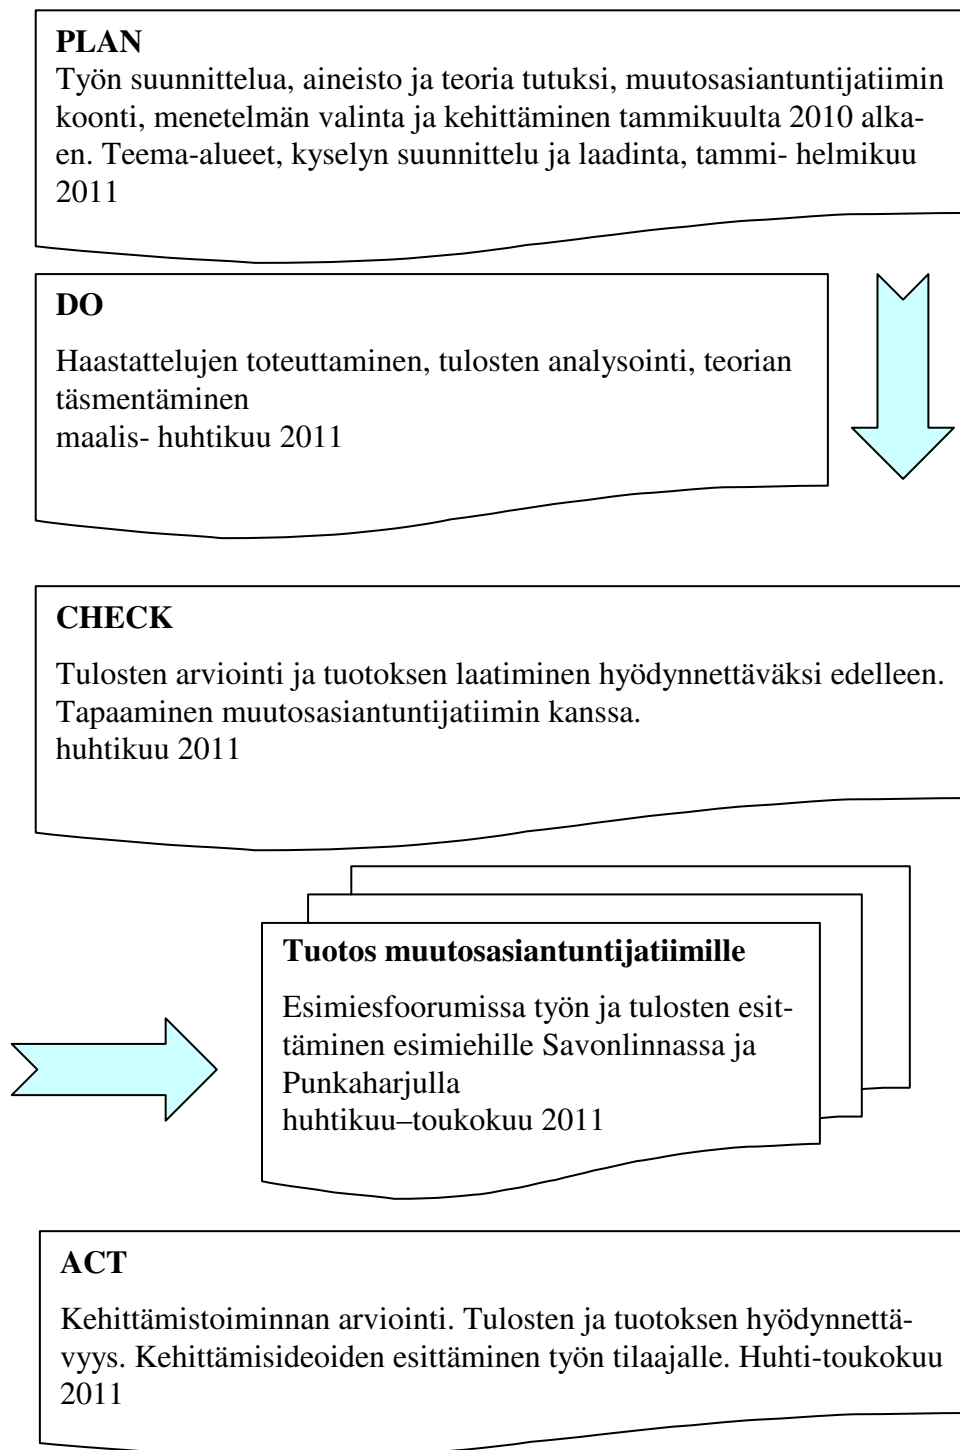 PLAN
Työn suunnittelua, aineisto ja teoria tutuksi, muutosasiantuntijatiimin
koonti, menetelmän valinta ja kehittäminen tammikuulta 2010 alka-
en. Teema-alueet, kyselyn suunnittelu ja laadinta, tammi- helmikuu
2011
DO
Haastattelujen toteuttaminen, tulosten analysointi, teorian
täsmentäminen
maalis- huhtikuu 2011
CHECK
Tulosten arviointi ja tuotoksen laatiminen hyödynnettäväksi edelleen.
Tapaaminen muutosasiantuntijatiimin kanssa.
huhtikuu 2011
Tuotos muutosasiantuntijatiimille
Esimiesfoorumissa työn ja tulosten esit-
täminen esimiehille Savonlinnassa ja
Punkaharjulla
huhtikuu–toukokuu 2011
ACT
Kehittämistoiminnan arviointi. Tulosten ja tuotoksen hyödynnettä-
vyys. Kehittämisideoiden esittäminen työn tilaajalle. Huhti-toukokuu
2011